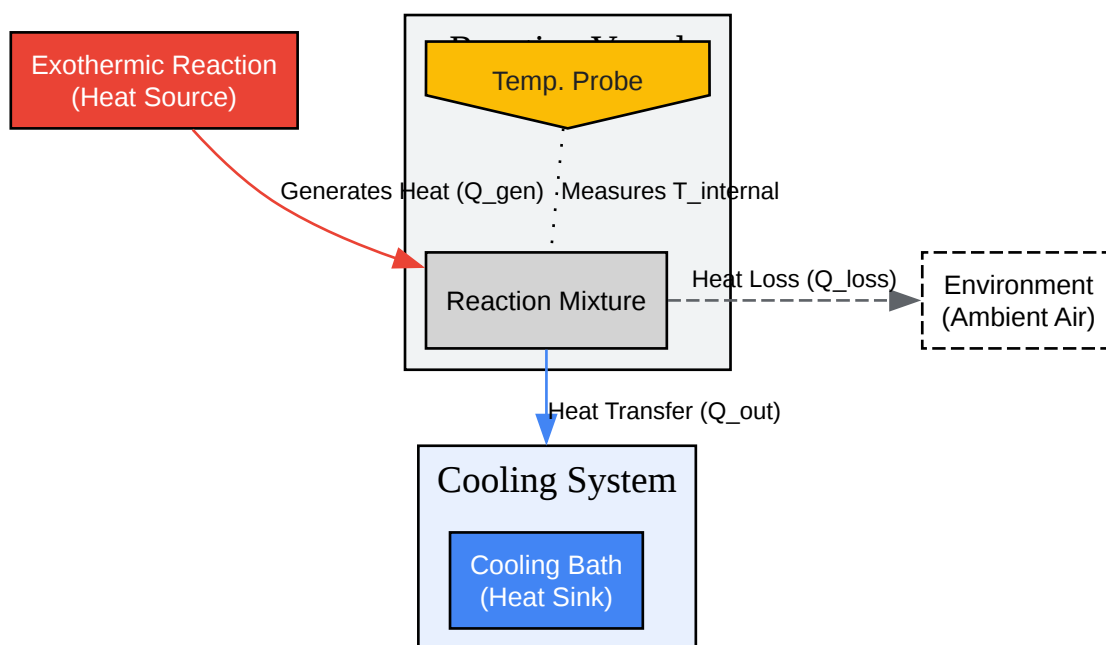 Exothermic Reaction
(Heat Source)
Temp. Probe
Generates Heat (Q_gen)
Measures T_internal
Reaction Mixture
Heat Loss (Q_loss)
Environment
(Ambient Air)
Heat Transfer (Q_out)
Cooling System
Cooling Bath
(Heat Sink)